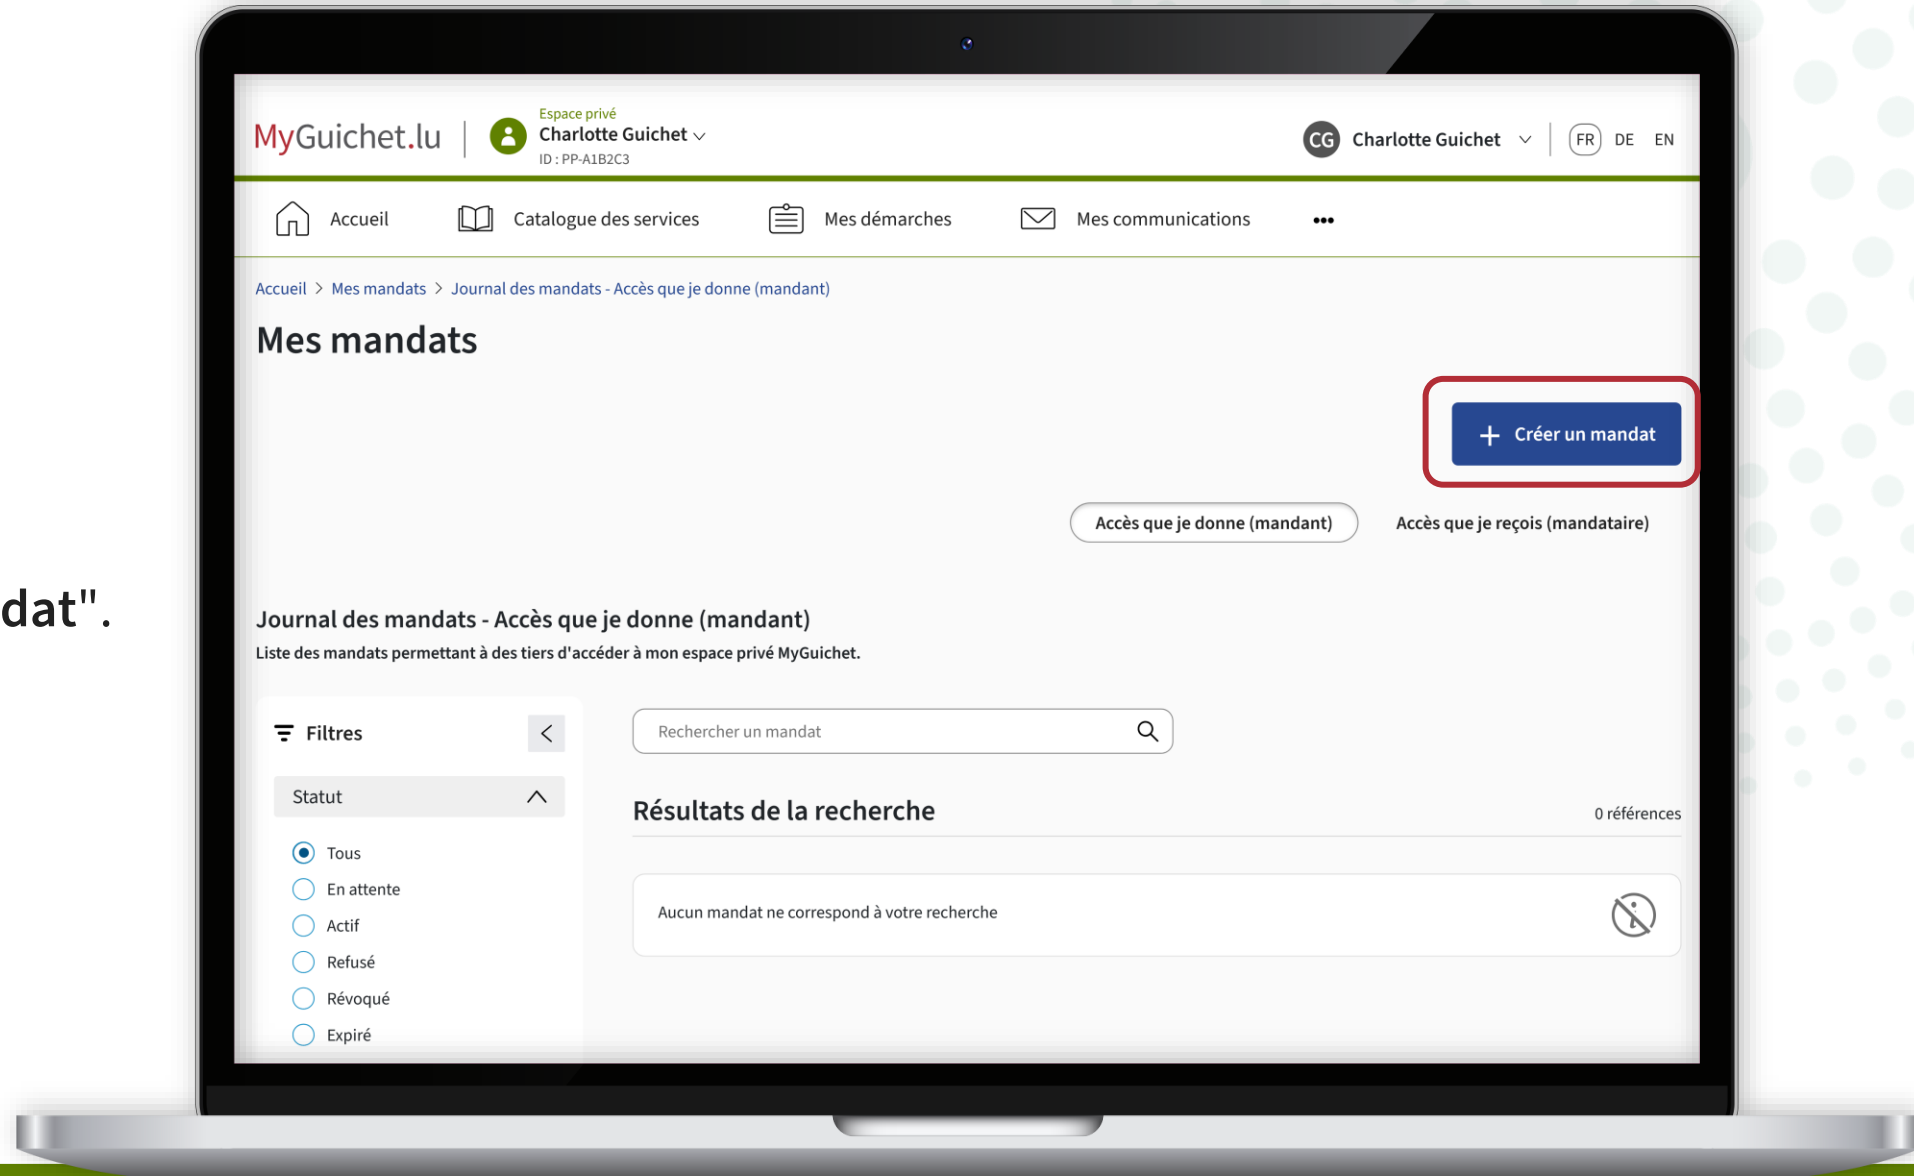 MyGuichet.lu
Espace privé
Charlotte Guichet
ID : PP-A1B2C3
CG Charlotte Guichet
FR DE EN
Accueil Catalogue des services Mes démarches Mes communications
Accueil > Mes mandats > Journal des mandats - Accès que je donne (mandant)
Mes mandats
+ Créer un mandat
Accès que je donne (mandant) Accès que je reçois (mandataire)
dat".
Journal des mandats - Accès que je donne (mandant)
Liste des mandats permettant à des tiers d'accéder à mon espace privé MyGuichet.
Filtres
Rechercher un mandat
Statut
Résultats de la recherche
0 références
Tous
En attente
Actif
Refusé
Révoqué
Expiré
Aucun mandat ne correspond à votre recherche